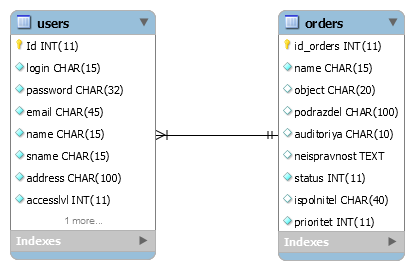 users
Id INT(11)
login CHAR(15)
password CHAR(32)
email CHAR(45)
name CHAR(15)
sname CHAR(15)
address CHAR(100)
accesslvl INT(11)
1 more...
Indexes
orders
id_orders INT(11)
name CHAR(15)
object CHAR(20)
podrazdel CHAR(100)
auditoriya CHAR(10)
neispravnost TEXT
status INT(11)
ispolnitel CHAR(40)
prioritet INT(11)
Indexes